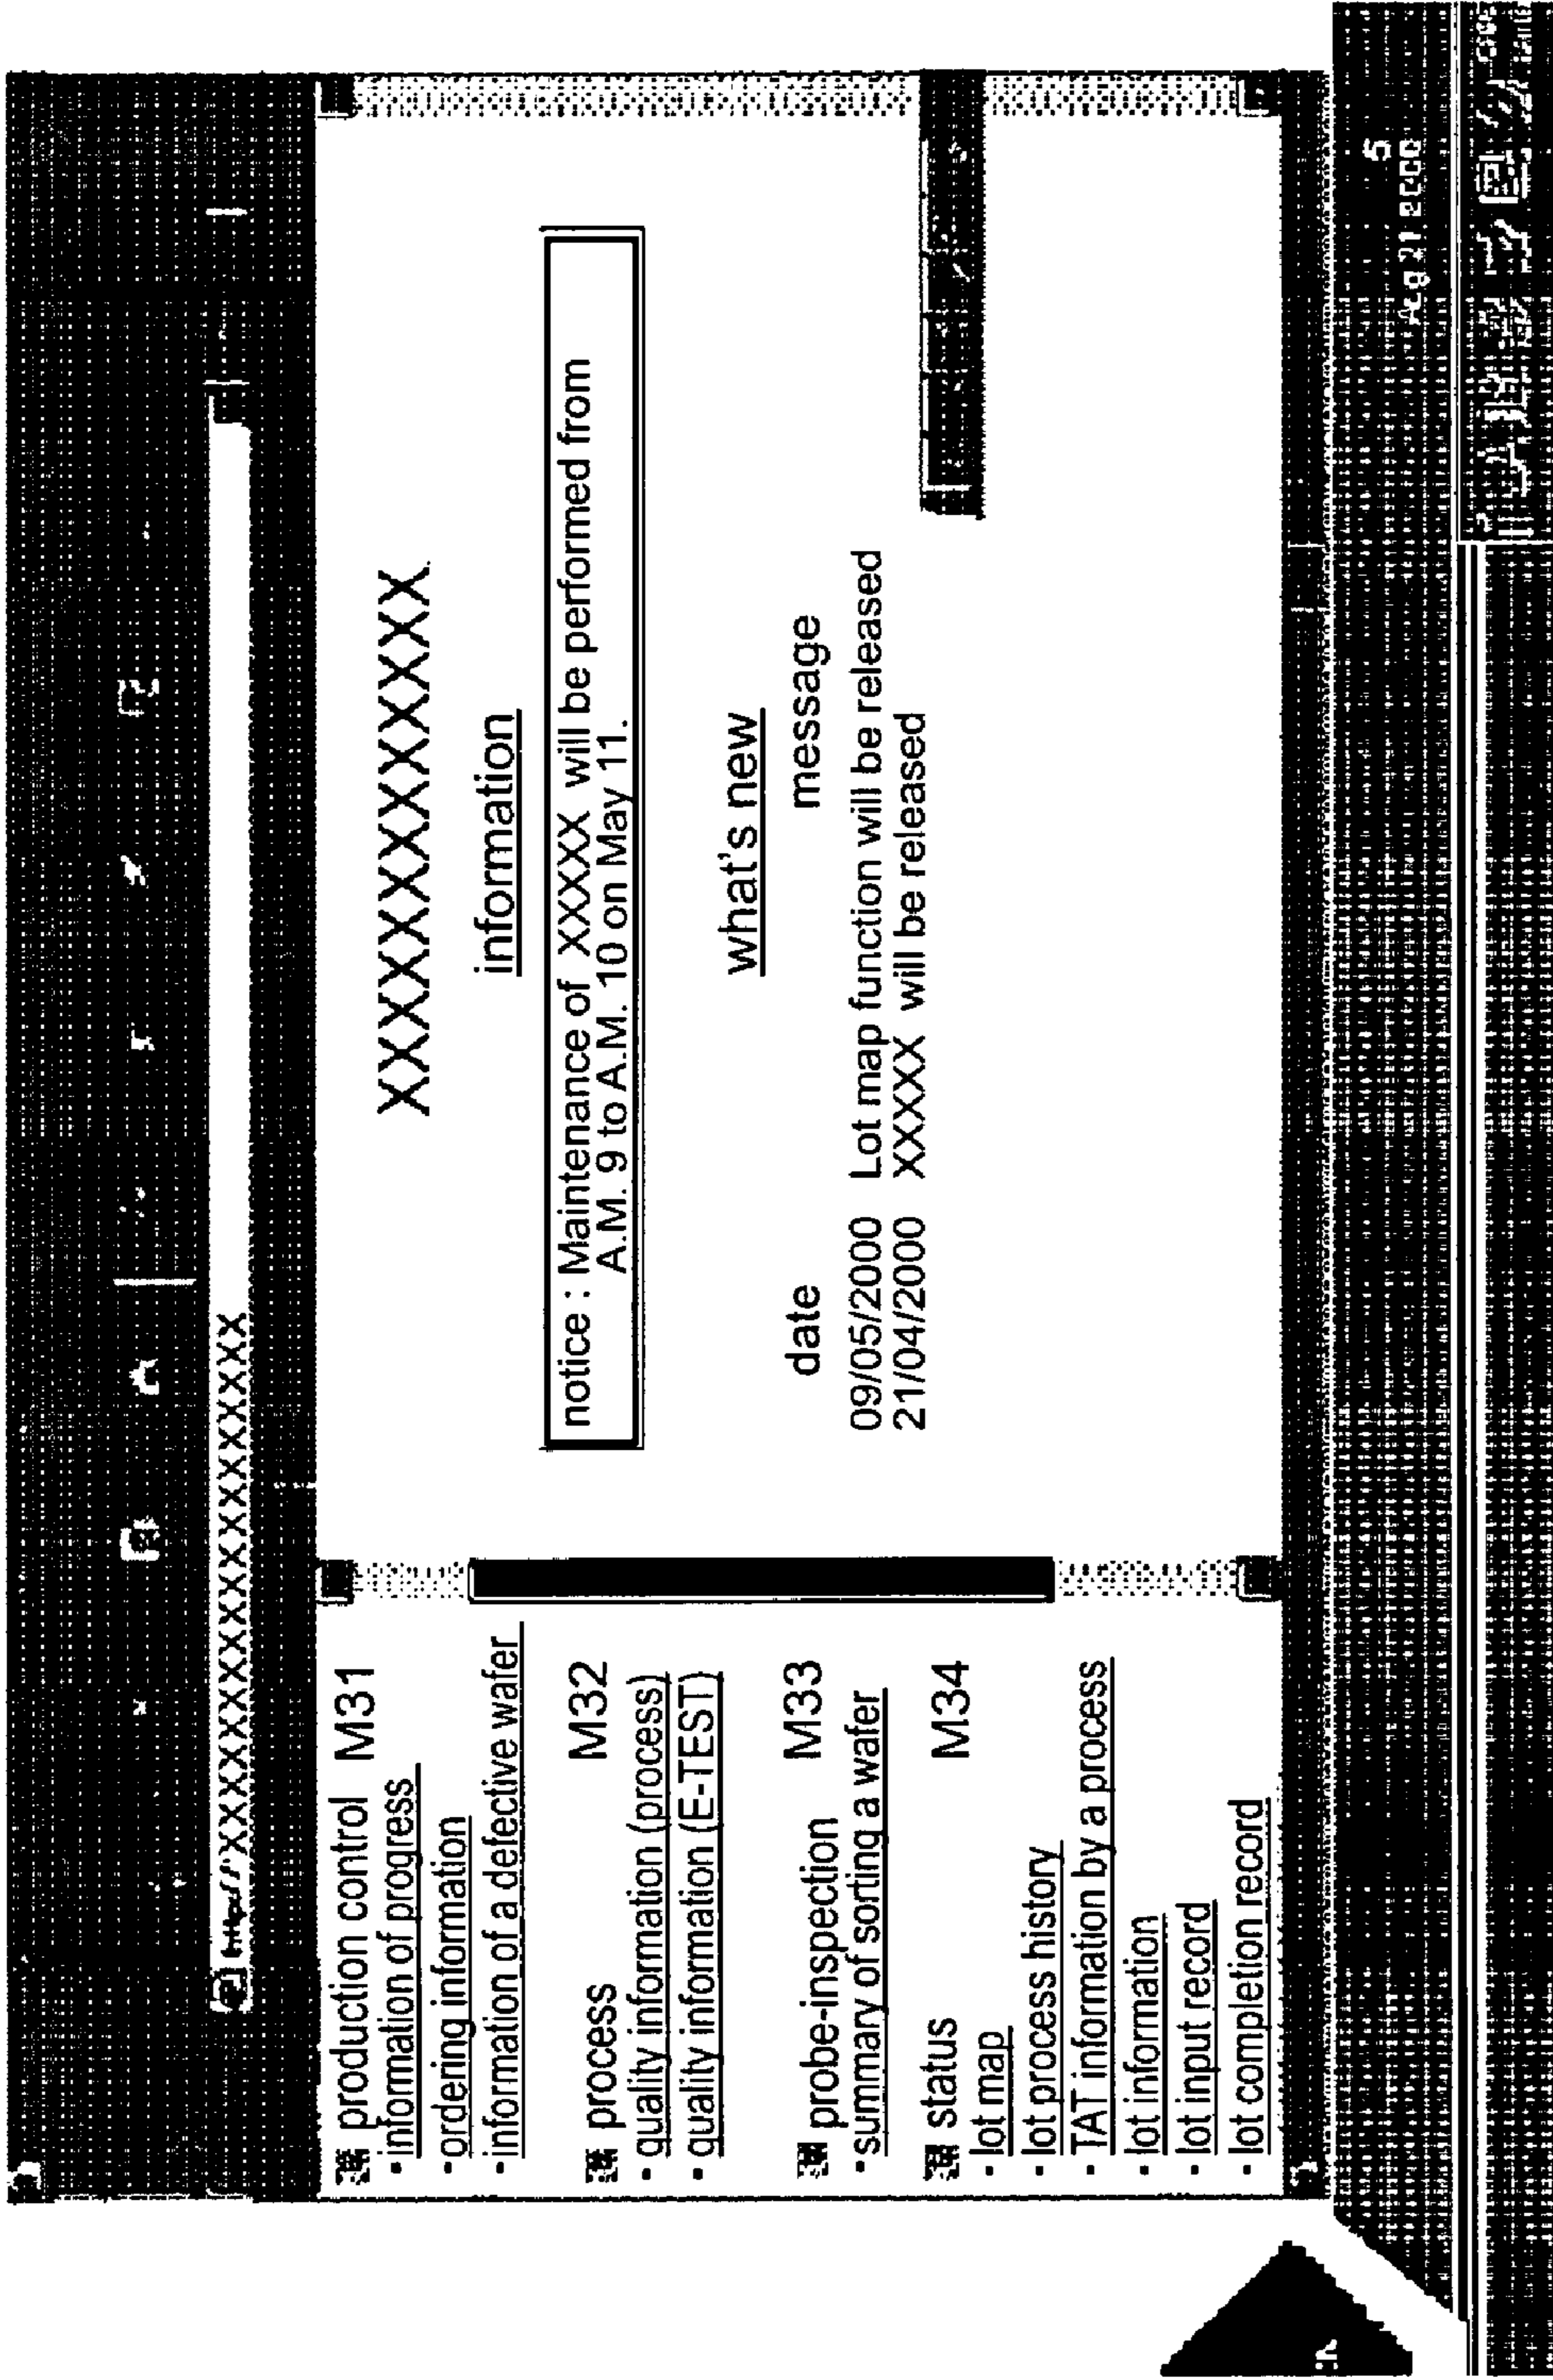 http://XXXXXXXXXXXXXXXXXX
production control M31
・information of progress
・ordering information
・information of a defective wafer
process M32
・quality information (process)
・quality information (E-TEST)
probe-inspection M33
・summary of sorting a wafer
status M34
・lot map
・lot process history
・TAT information by a process
・lot information
・lot input record
・lot completion record
XXXXXXXXXXXXXX
information
notice : Maintenance of XXXXX will be performed from
A.M. 9 to A.M. 10 on May 11.
what's new
date message
09/05/2000 Lot map function will be released
21/04/2000 XXXXX will be released